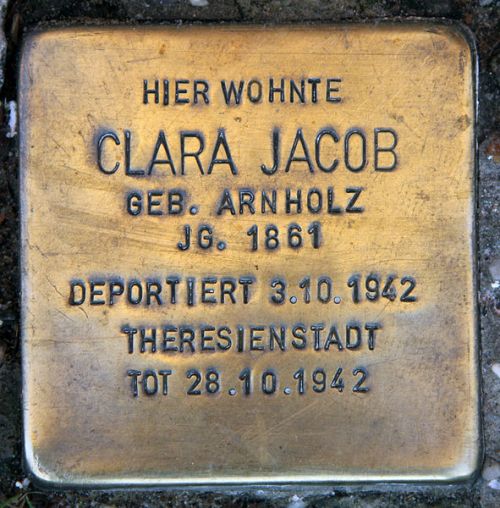 HIER WOHNTE
CLARA JACOB
GEB. ARNHOLZ
JG. 1861
DEPORTIERT 3.10.1942
THERESIENSTADT
TOT 28.10.1942